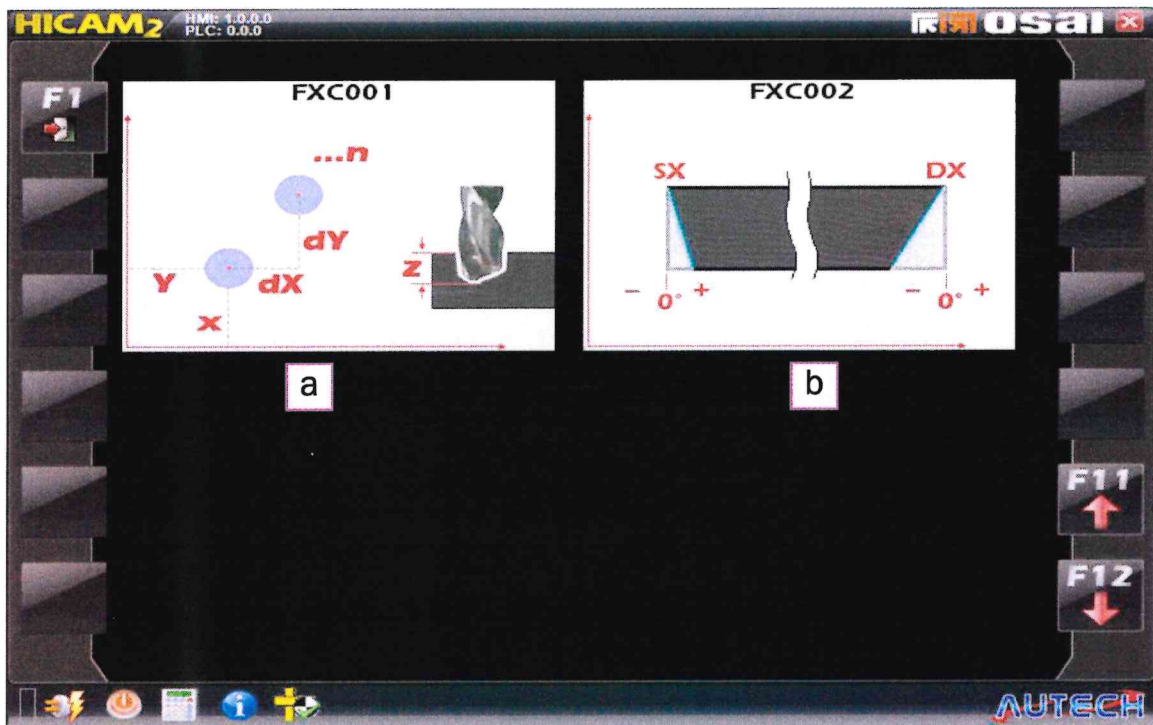 HICAM2 HMI: 1.0.0.0
PLC: 0.0.0
osai
F1
FXC001
...n
dY
Y
dX
X
z
FXC002
SX
DX
- 0° +
- 0° +
a
b
F11
F12
AUTECH